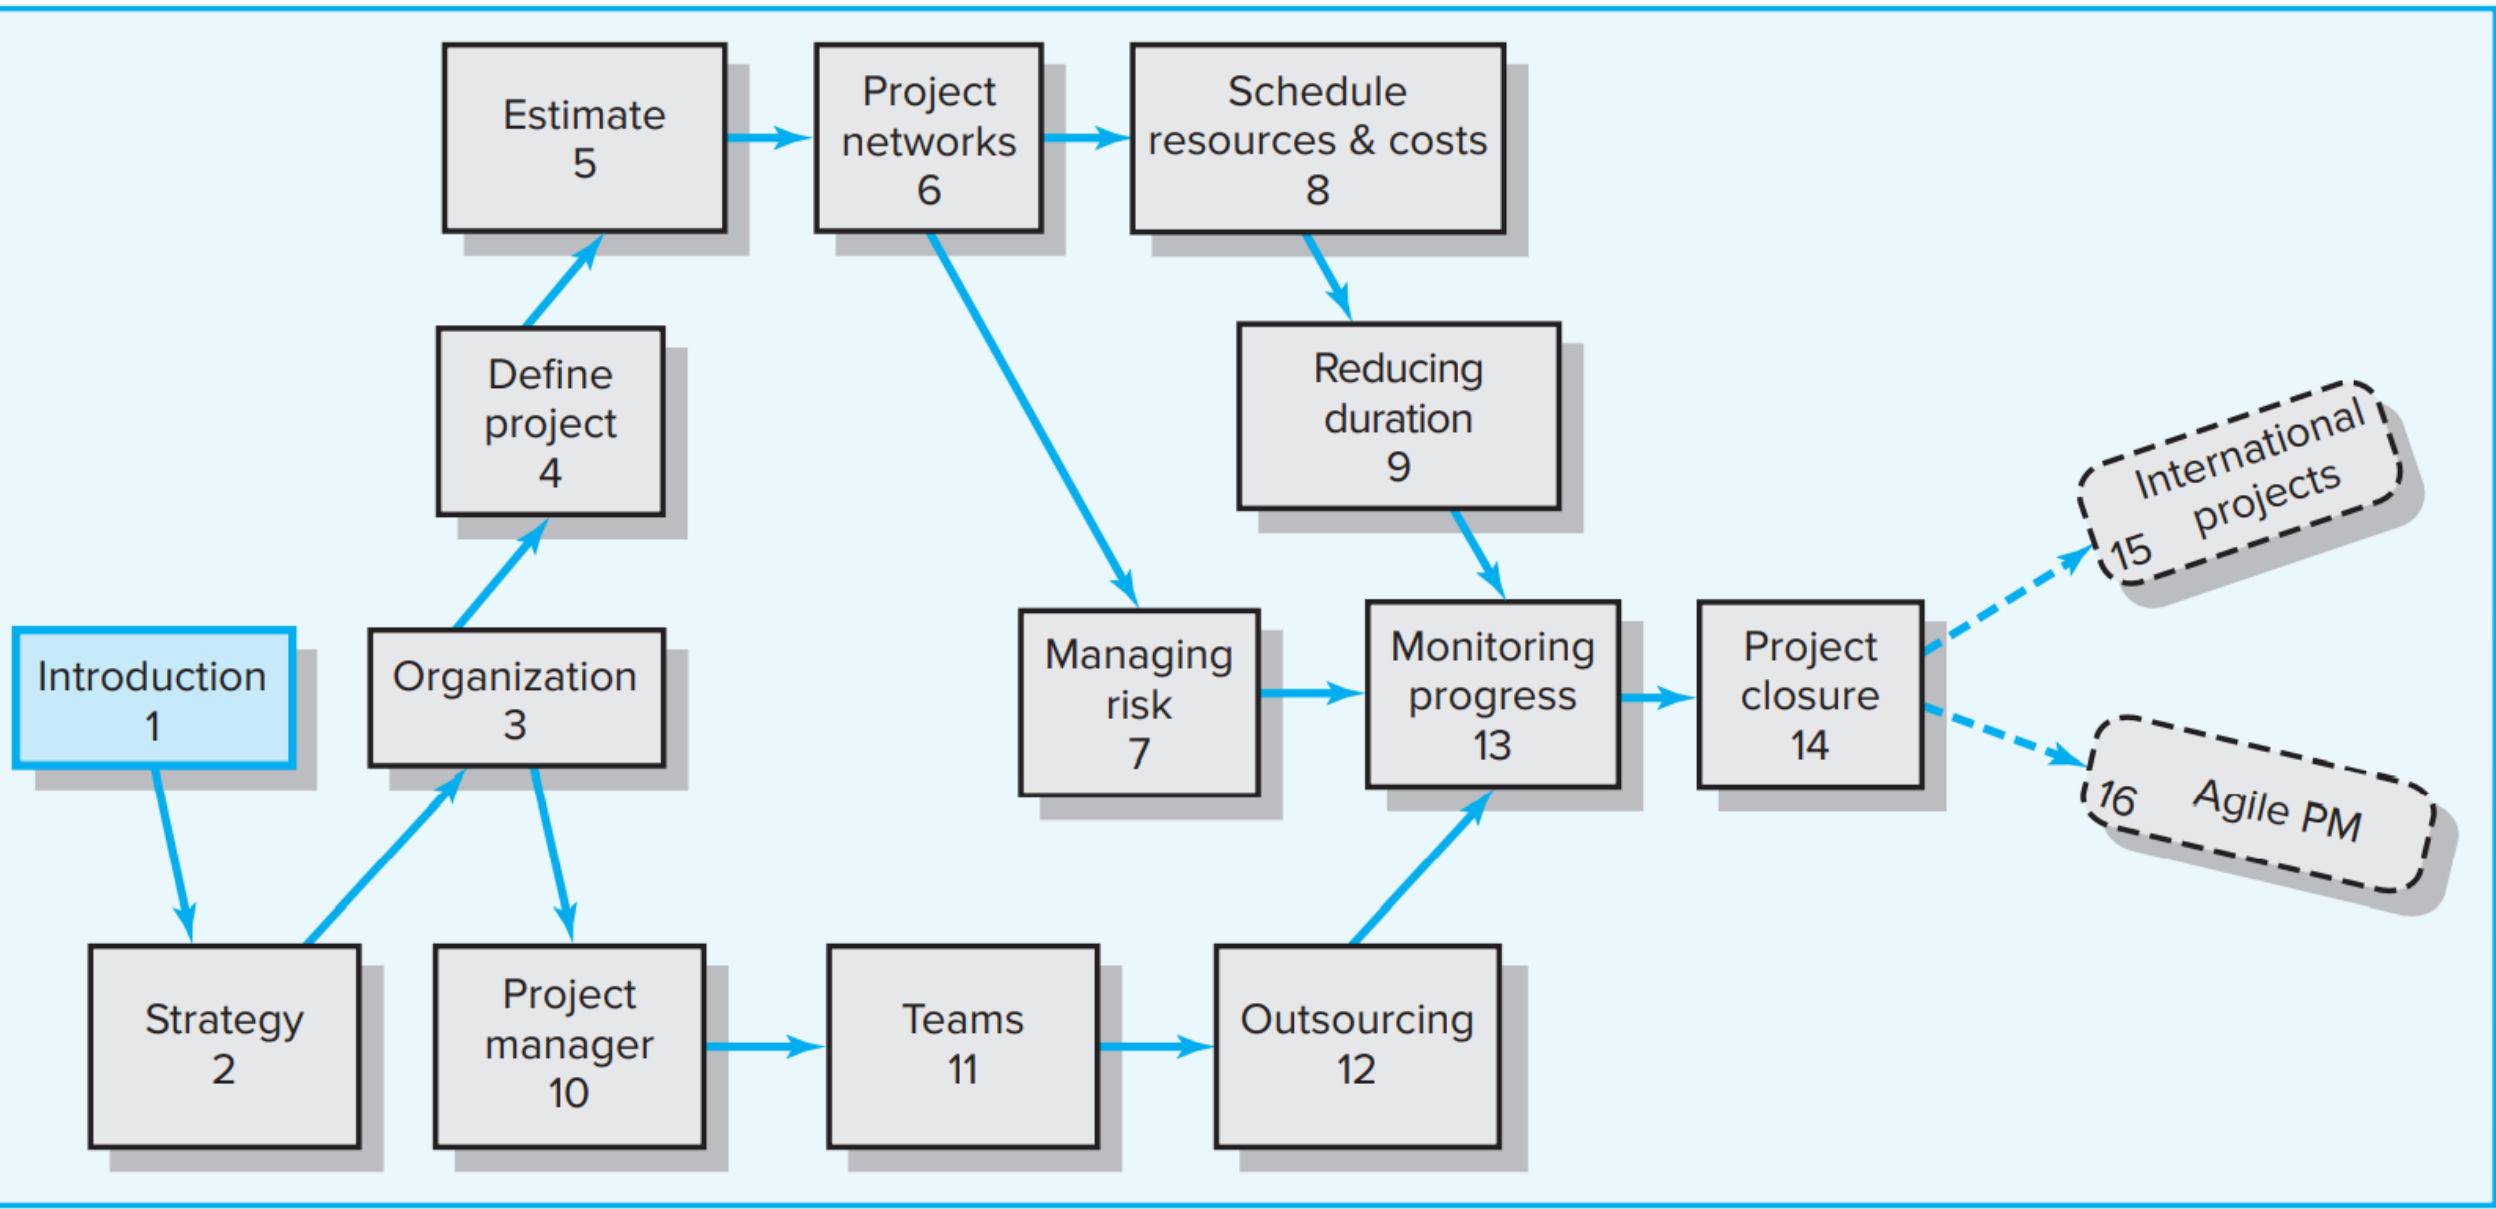 Estimate
5
Project
networks
6
Schedule
resources & costs
8
Define
project
4
Reducing
duration
9
International
projects
15
Introduction
1
Organization
3
Managing
risk
7
Monitoring
progress
13
Project
closure
14
16 Agile PM
Strategy
2
Project
manager
10
Teams
11
Outsourcing
12